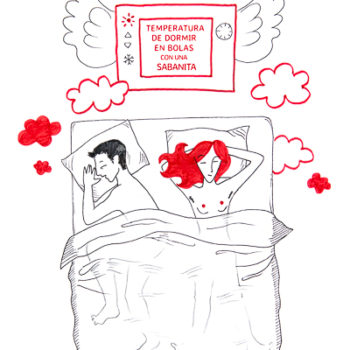 TEMPERATURA
DE DORMIR
EN BOLAS
CON UNA
SABANITA